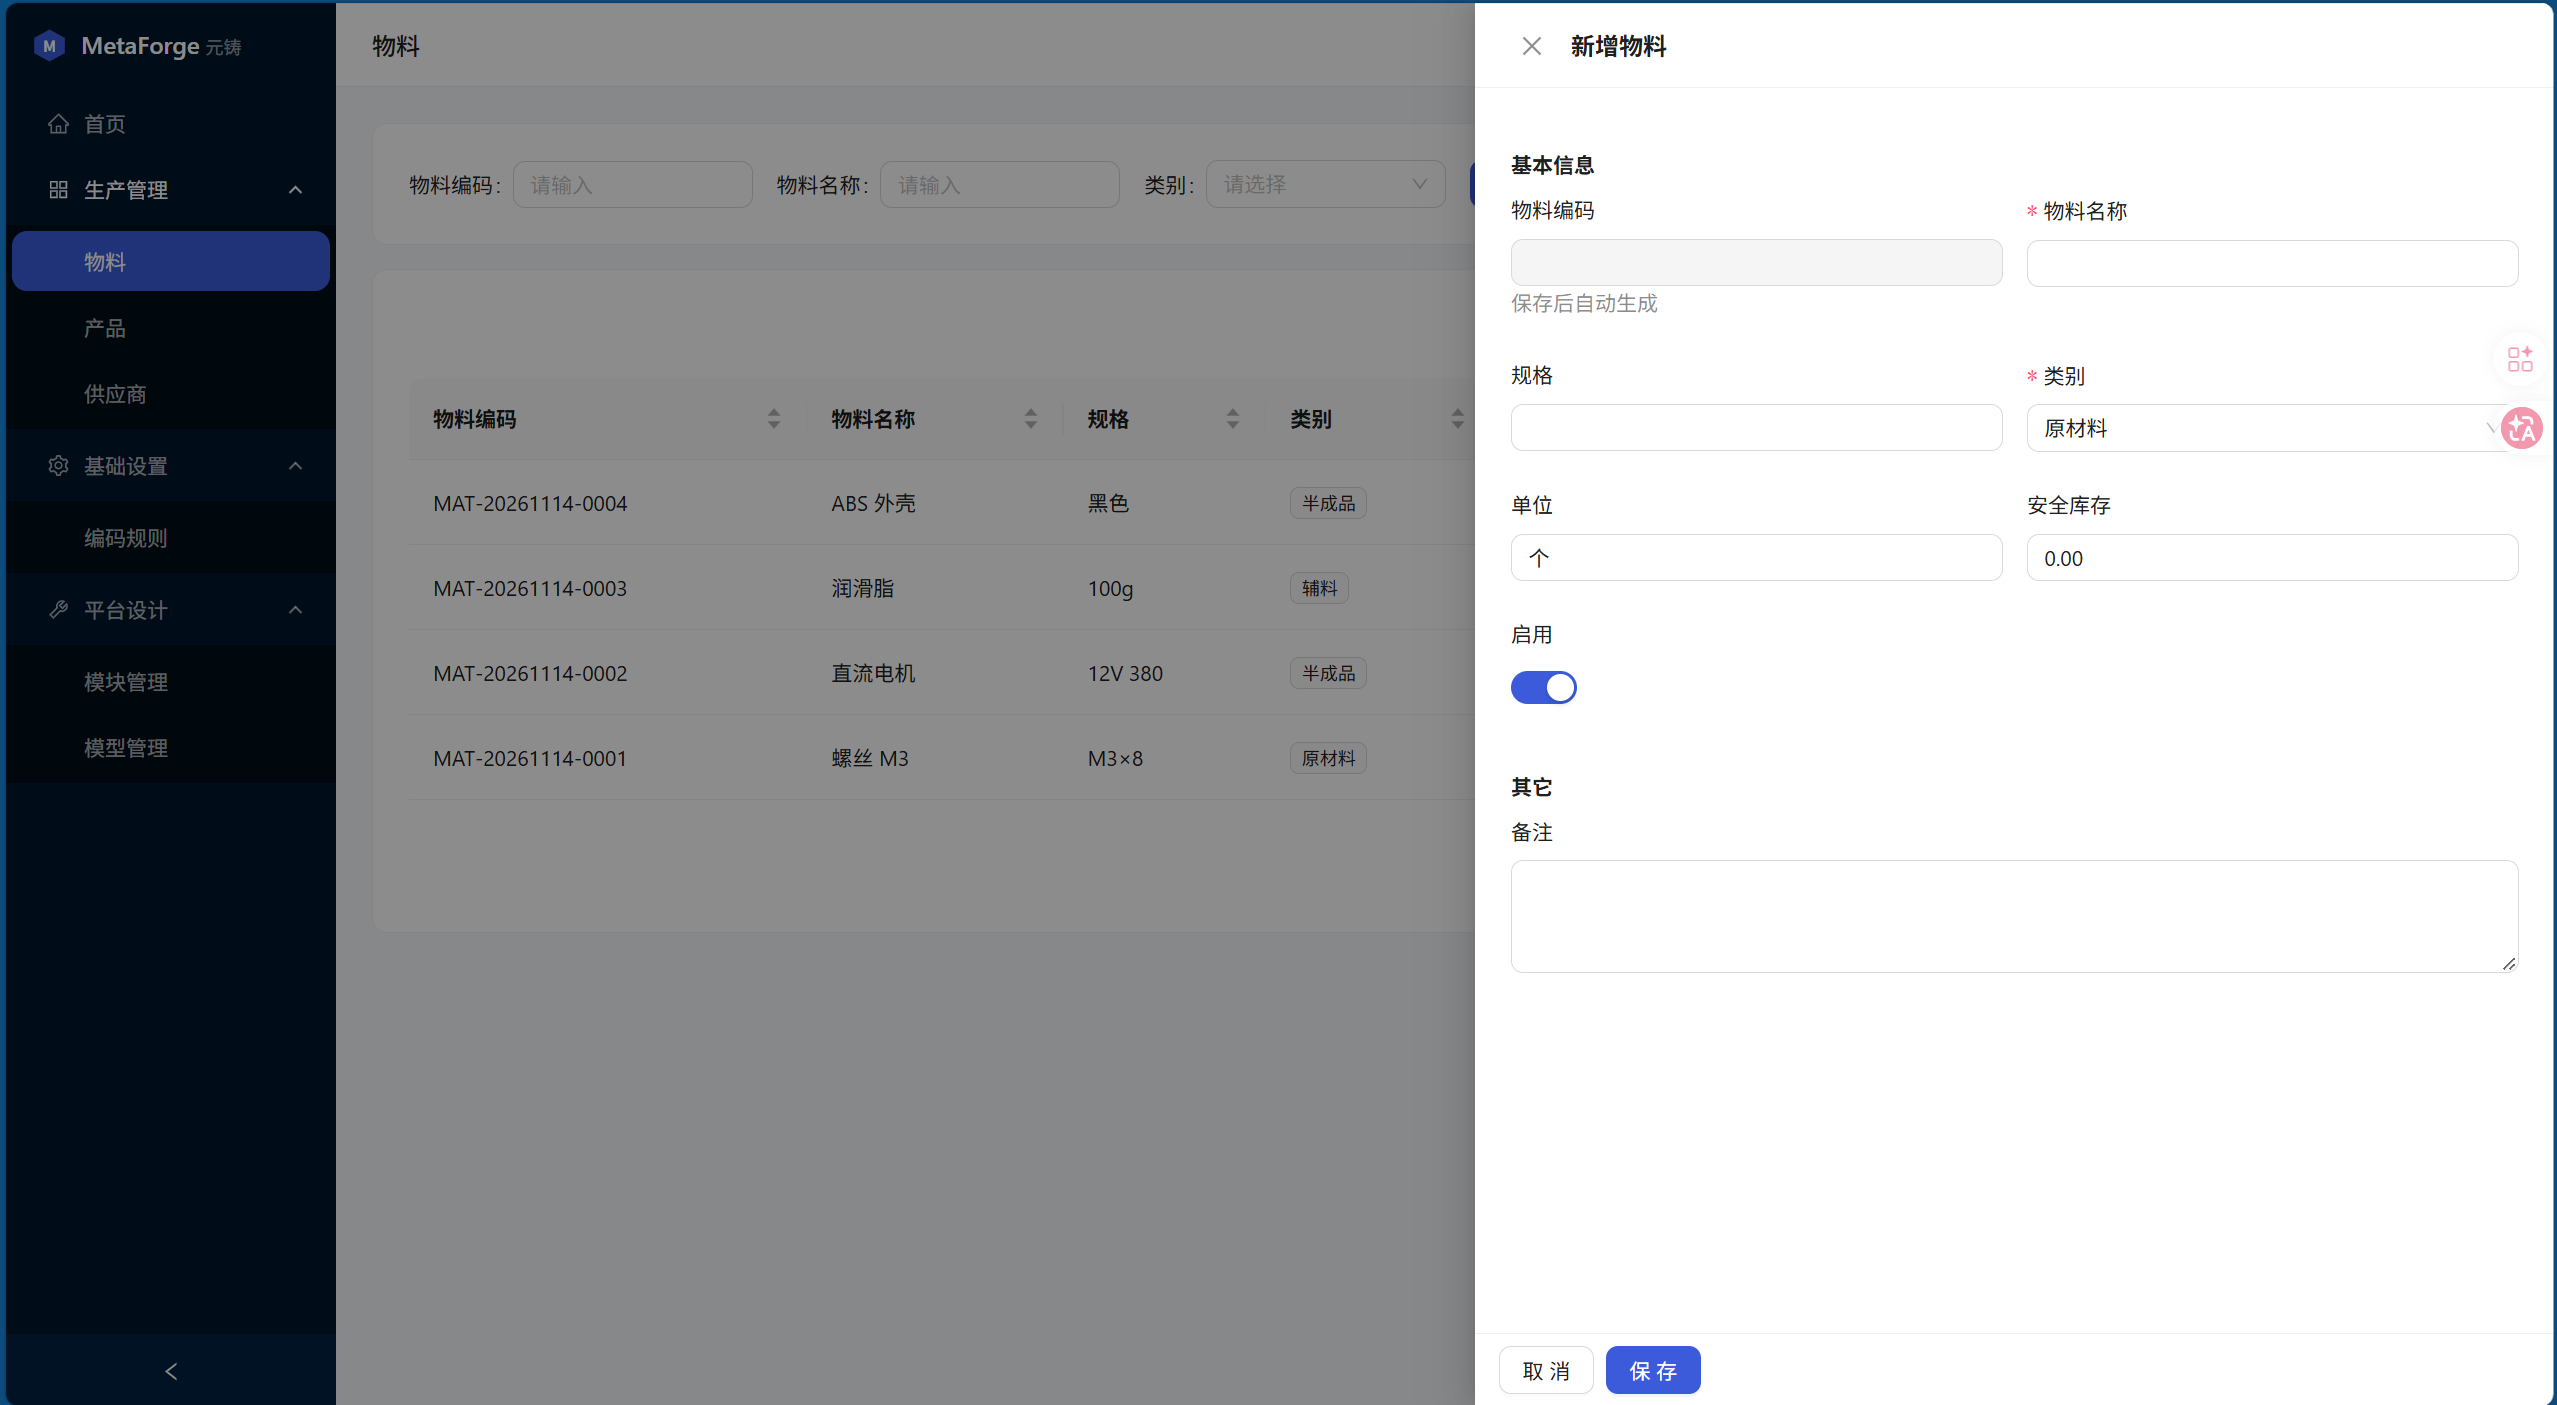 MetaForge 元铸
首页
生产管理
物料
产品
供应商
基础设置
编码规则
平台设计
模块管理
模型管理
物料
物料编码: 请输入 物料名称: 请输入 类别: 请选择
物料编码 物料名称 规格 类别
MAT-20261114-0004 ABS 外壳 黑色 半成品
MAT-20261114-0003 润滑脂 100g 辅料
MAT-20261114-0002 直流电机 12V 380 半成品
MAT-20261114-0001 螺丝 M3 M3×8 原材料
新增物料
基本信息
物料编码 * 物料名称
保存后自动生成
规格 * 类别
原材料
单位 安全库存
个 0.00
启用
其它
备注
取 消 保 存